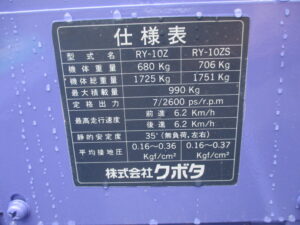 仕様表
型式名 RY-10Z RY-10ZS
機体重量 680 Kg 706 Kg
機体総重量 1725 Kg 1751 Kg
最大積載量 990 Kg
定格出力 7/2600 ps/r.p.m
最高走行速度 前進 6.2 Km/h
後進 6.2 Km/h
静的安定度 35° (無負荷,左右)
平均接地圧 0.16～0.36 Kgf/cm² 0.16～0.37 Kgf/cm²
株式会社クボタ